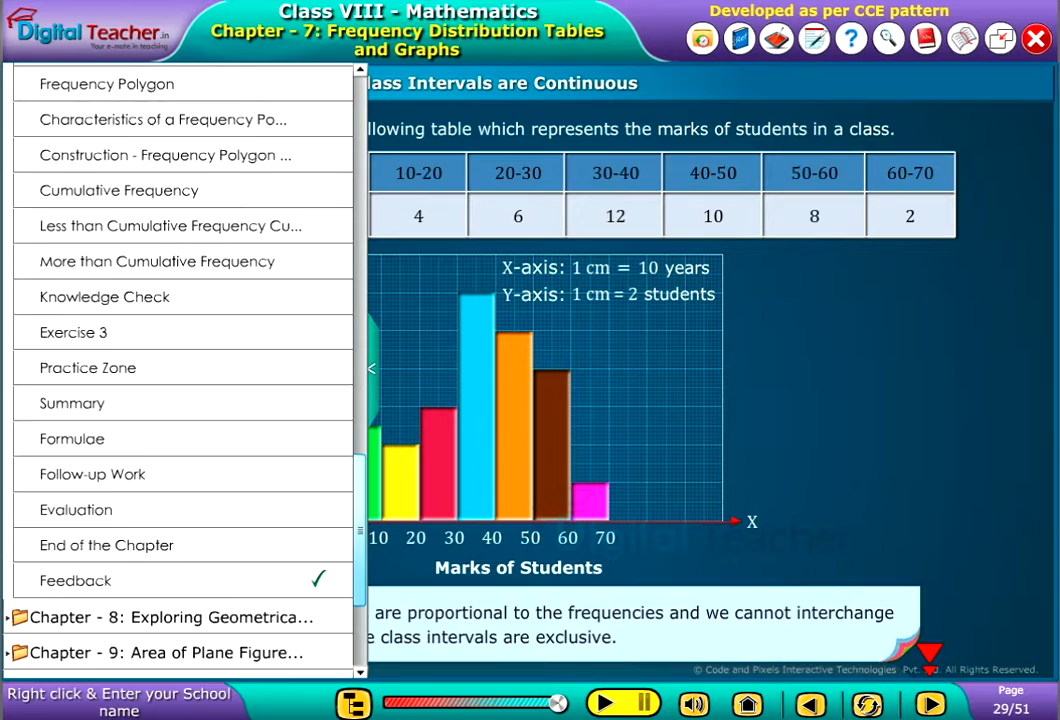 Digital Teacher.in
Your e-mate in teaching
Class VIII - Mathematics
Chapter - 7: Frequency Distribution Tables
and Graphs
Developed as per CCE pattern
Ref
?
Frequency Polygon
Characteristics of a Frequency Po...
Construction - Frequency Polygon ...
Cumulative Frequency
Less than Cumulative Frequency Cu...
More than Cumulative Frequency
Knowledge Check
Exercise 3
Practice Zone
Summary
Formulae
Follow-up Work
Evaluation
End of the Chapter
Feedback
Chapter - 8: Exploring Geometrica...
Chapter - 9: Area of Plane Figure...
lass Intervals are Continuous
llowing table which represents the marks of students in a class.
10-20 20-30 30-40 40-50 50-60 60-70
4 6 12 10 8 2
X-axis: 1 cm = 10 years
Y-axis: 1 cm = 2 students
<
X
10 20 30 40 50 60 70
Digital Teacher
Marks of Students
are proportional to the frequencies and we cannot interchange
e class intervals are exclusive.
© Code and Pixels Interactive Technologies Pvt. All Rights Reserved.
Right click & Enter your School
name
Page
29/51